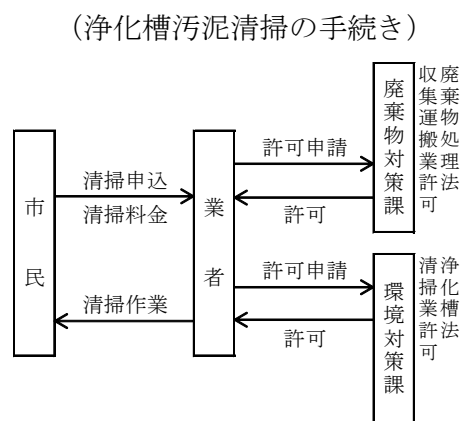 （浄化槽汚泥清掃の手続き）
市民
清掃申込
清掃料金
清掃作業
業者
許可申請
許可
許可申請
許可
廃棄物対策課
廃棄物処理法
収集運搬業許可
環境対策課
浄化槽法
清掃業許可